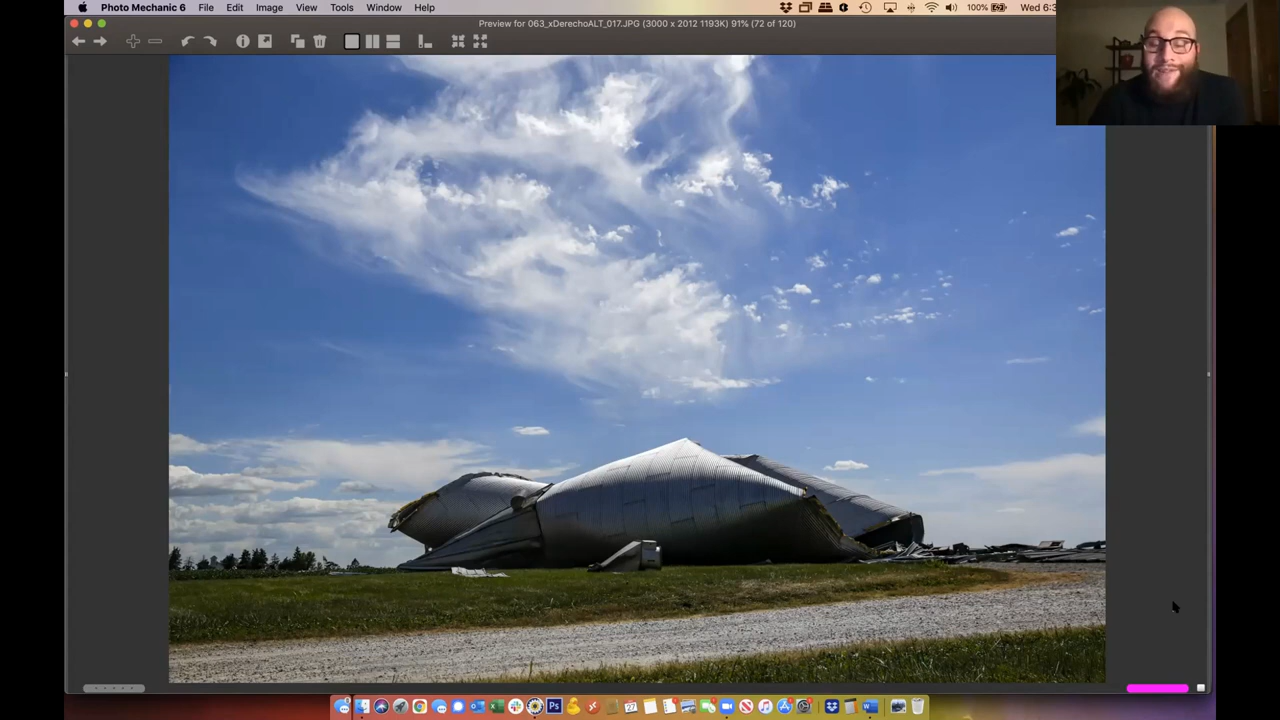 Photo Mechanic 6 File Edit Image View Tools Window Help 100% Wed 6:3
Preview for 063_xDerechoALT_017.JPG (3000 x 2012 1193K) 91% (72 of 120)
Ps